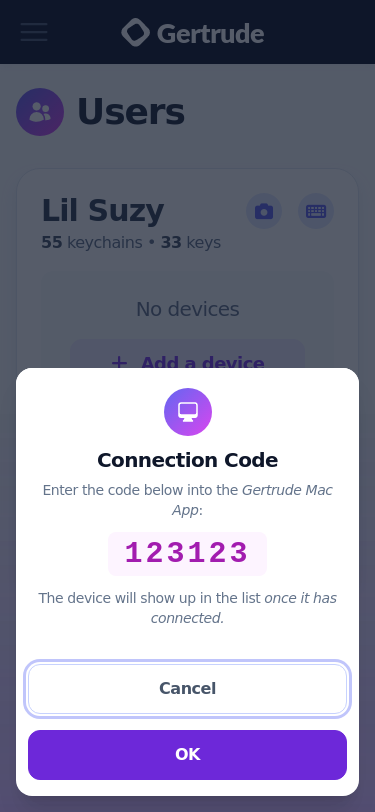 Gertrude
Users
Lil Suzy
55 keychains • 33 keys
No devices
+ Add a device
Connection Code
Enter the code below into the Gertrude Mac
App:
123123
The device will show up in the list once it has
connected.
Cancel
OK